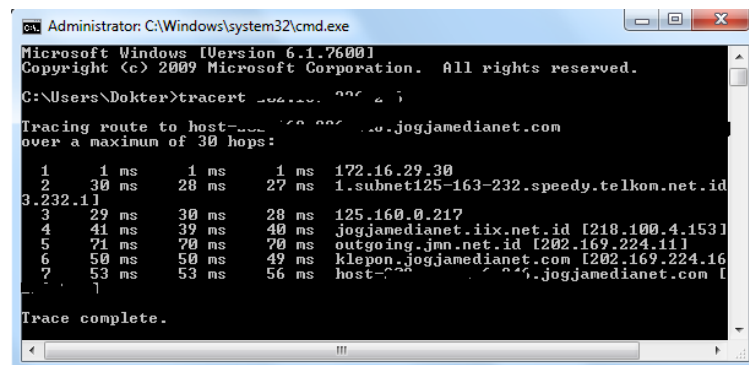 Administrator: C:\Windows\system32\cmd.exe
Microsoft Windows [Version 6.1.7600]
Copyright (c) 2009 Microsoft Corporation.  All rights reserved.
C:\Users\Dokter>tracert
Tracing route to host- .jogjamedianet.com
over a maximum of 30 hops:
1 1 ms 1 ms 1 ms 172.16.29.30
2 30 ms 28 ms 27 ms 1.subnet125-163-232.speedy.telkom.net.id
3.232.1]
3 29 ms 30 ms 28 ms 125.160.0.217
4 41 ms 39 ms 40 ms jogjamedianet.iix.net.id [218.100.4.153]
5 71 ms 70 ms 70 ms outgoing.jmn.net.id [202.169.224.11]
6 50 ms 50 ms 49 ms klepon.jogjamedianet.com [202.169.224.16
7 53 ms 53 ms 56 ms host- .jogjamedianet.com [
]
Trace complete.